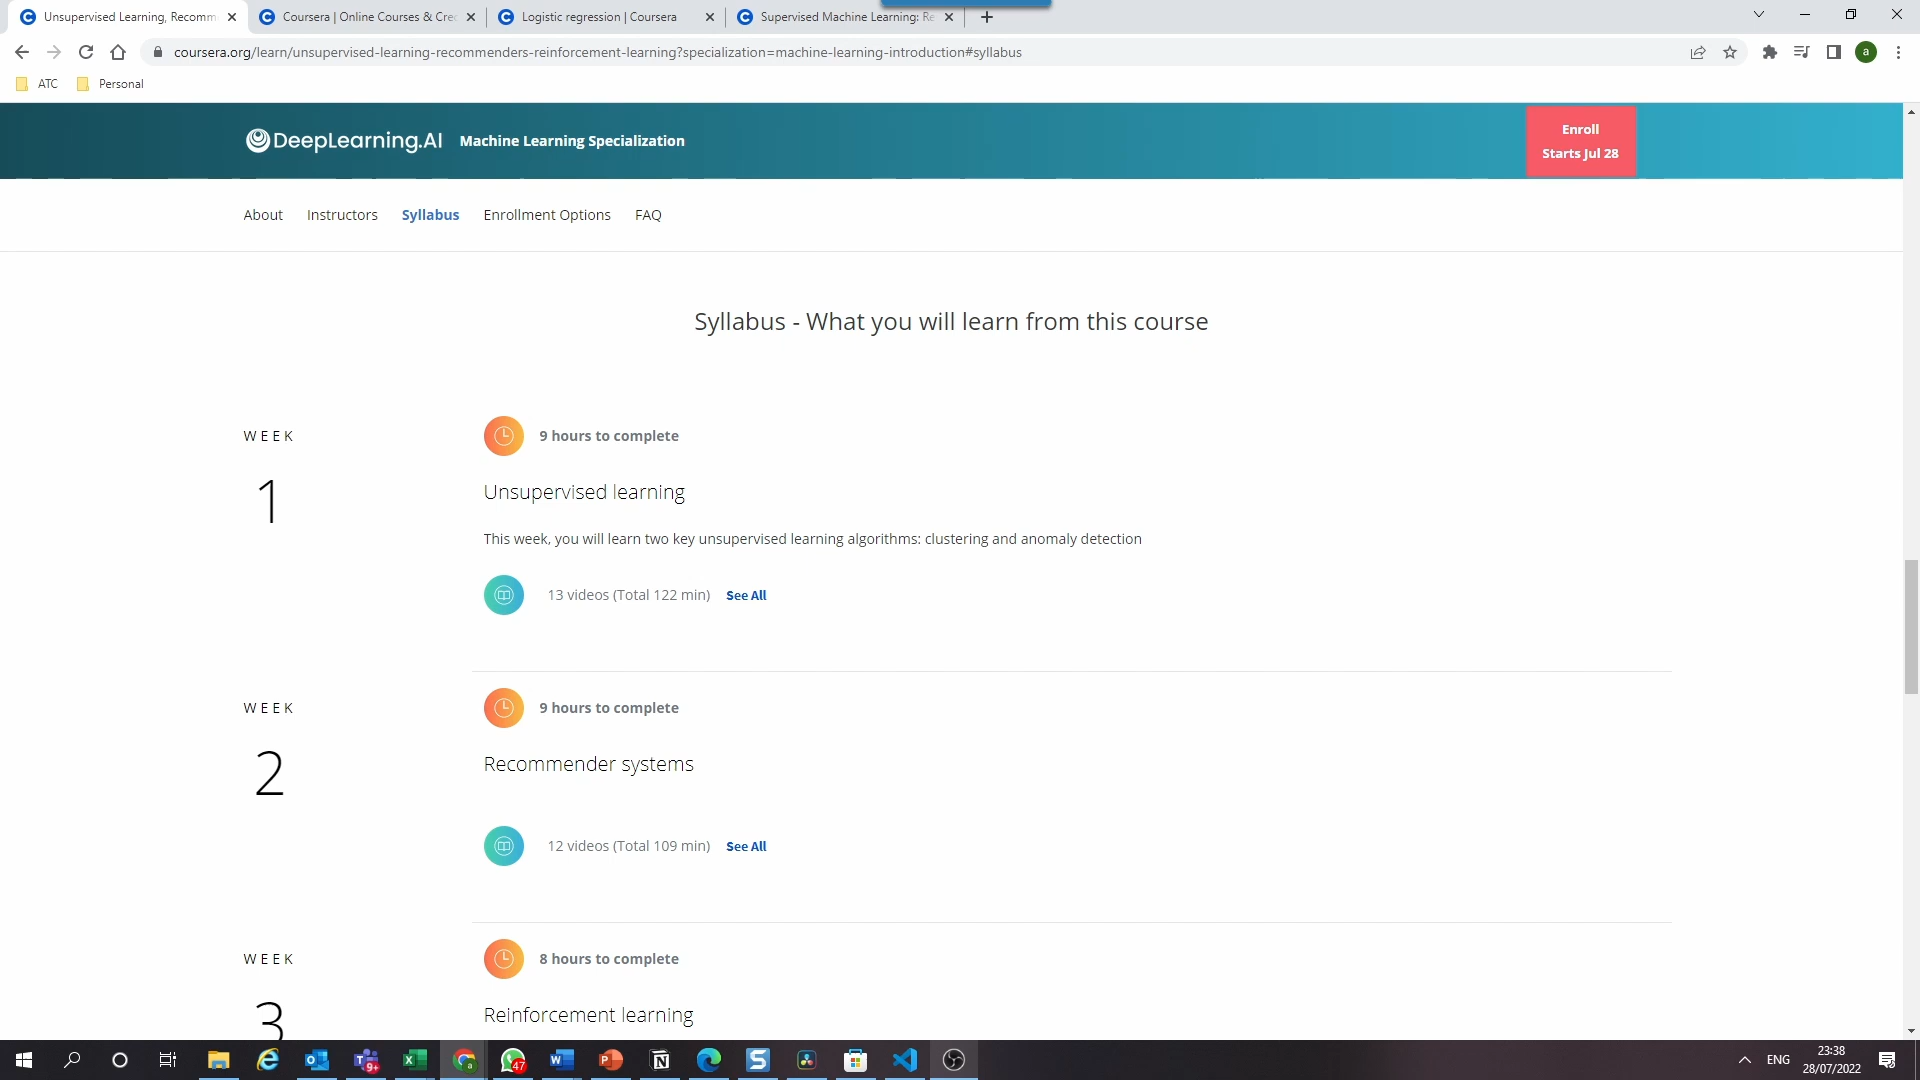 Unsupervised Learning, Recomm
Coursera | Online Courses & Cre
Logistic regression | Coursera
Supervised Machine Learning: Re
coursera.org/learn/unsupervised-learning-recommenders-reinforcement-learning?specialization=machine-learning-introduction#syllabus
a
ATC
Personal
DeepLearning.AI
Machine Learning Specialization
Enroll
Starts Jul 28
About
Instructors
Syllabus
Enrollment Options
FAQ
Syllabus - What you will learn from this course
WEEK
1
9 hours to complete
Unsupervised learning
This week, you will learn two key unsupervised learning algorithms: clustering and anomaly detection
13 videos (Total 122 min) See All
WEEK
2
9 hours to complete
Recommender systems
12 videos (Total 109 min) See All
WEEK
3
8 hours to complete
Reinforcement learning
9+
47
ENG
23:38
28/07/2022